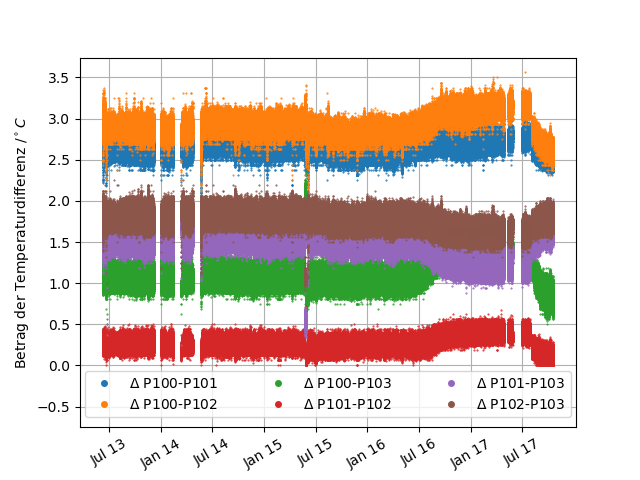 3.5
3.0
2.5
2.0
1.5
1.0
0.5
0.0
−0.5
Betrag der Temperaturdifferenz /°C
Δ P100-P101 Δ P100-P103 Δ P101-P103
Δ P100-P102 Δ P101-P102 Δ P102-P103
Jul 13 Jan 14 Jul 14 Jan 15 Jul 15 Jan 16 Jul 16 Jan 17 Jul 17